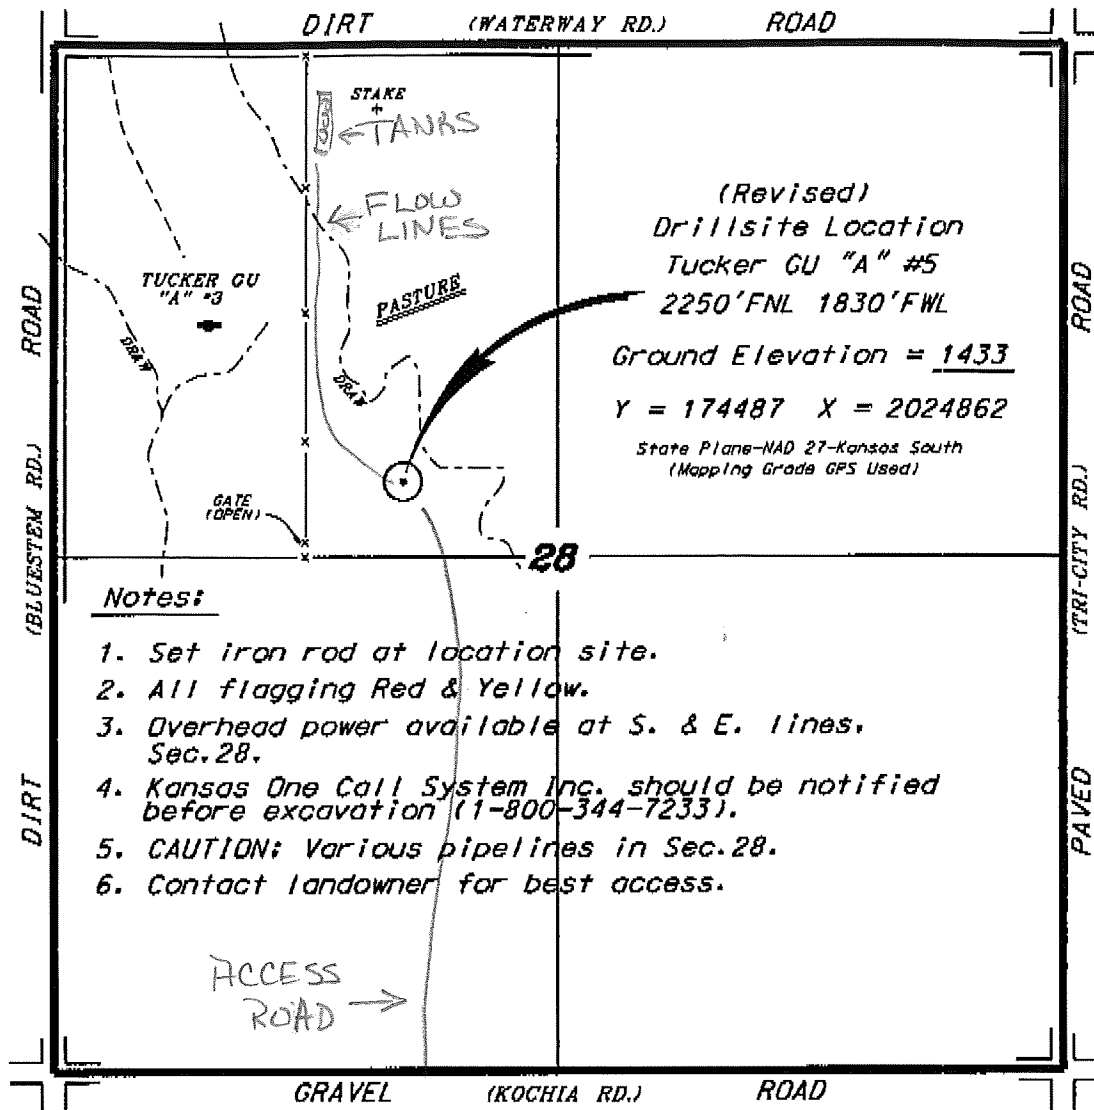 DIRT (WATERWAY RD.) ROAD
STAKE
TANKS
FLOW
LINES
TUCKER GU
"A" #3
PASTURE
DRAW
DRAW
GATE
(OPEN)
(Revised)
Drillsite Location
Tucker GU "A" #5
2250'FNL 1830'FWL
Ground Elevation = 1433
Y = 174487 X = 2024862
State Plane-NAD 27-Kansas South
(Mapping Grade GPS Used)
28
Notes:
1. Set iron rod at location site.
2. All flagging Red & Yellow.
3. Overhead power available at S. & E. lines,
Sec.28.
4. Kansas One Call System Inc. should be notified
before excavation (1-800-344-7233).
5. CAUTION: Various pipelines in Sec.28.
6. Contact landowner for best access.
ACCESS
ROAD
DIRT (BLUESTEM RD.) ROAD
PAVED (TRI-CITY RD.) ROAD
GRAVEL (KOCHIA RD.) ROAD